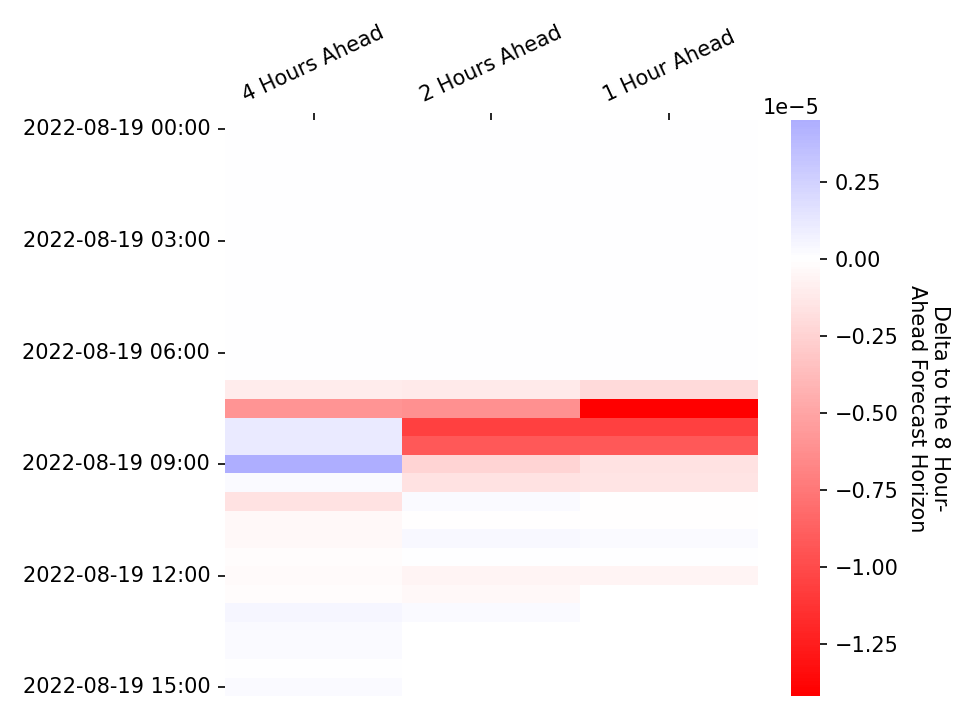 4 Hours Ahead
2 Hours Ahead
1 Hour Ahead
1e−5
2022-08-19 00:00
2022-08-19 03:00
2022-08-19 06:00
2022-08-19 09:00
2022-08-19 12:00
2022-08-19 15:00
0.25
0.00
−0.25
−0.50
−0.75
−1.00
−1.25
Delta to the 8 Hour-
Ahead Forecast Horizon